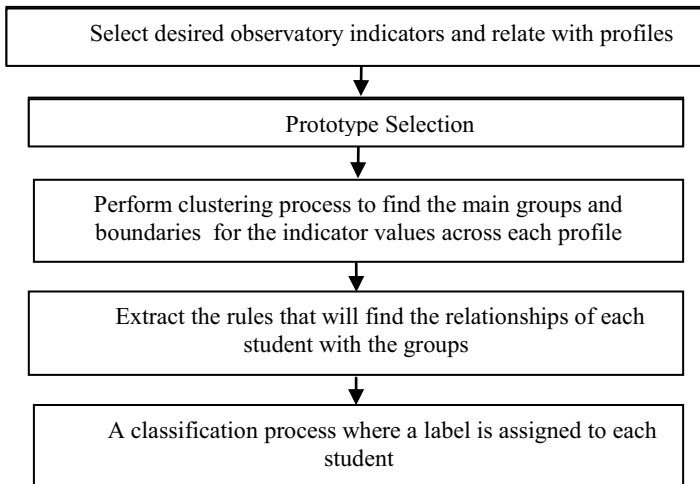 Select desired observatory indicators and relate with profiles
Prototype Selection
Perform clustering process to find the main groups and
boundaries for the indicator values across each profile
Extract the rules that will find the relationships of each
student with the groups
A classification process where a label is assigned to each
student